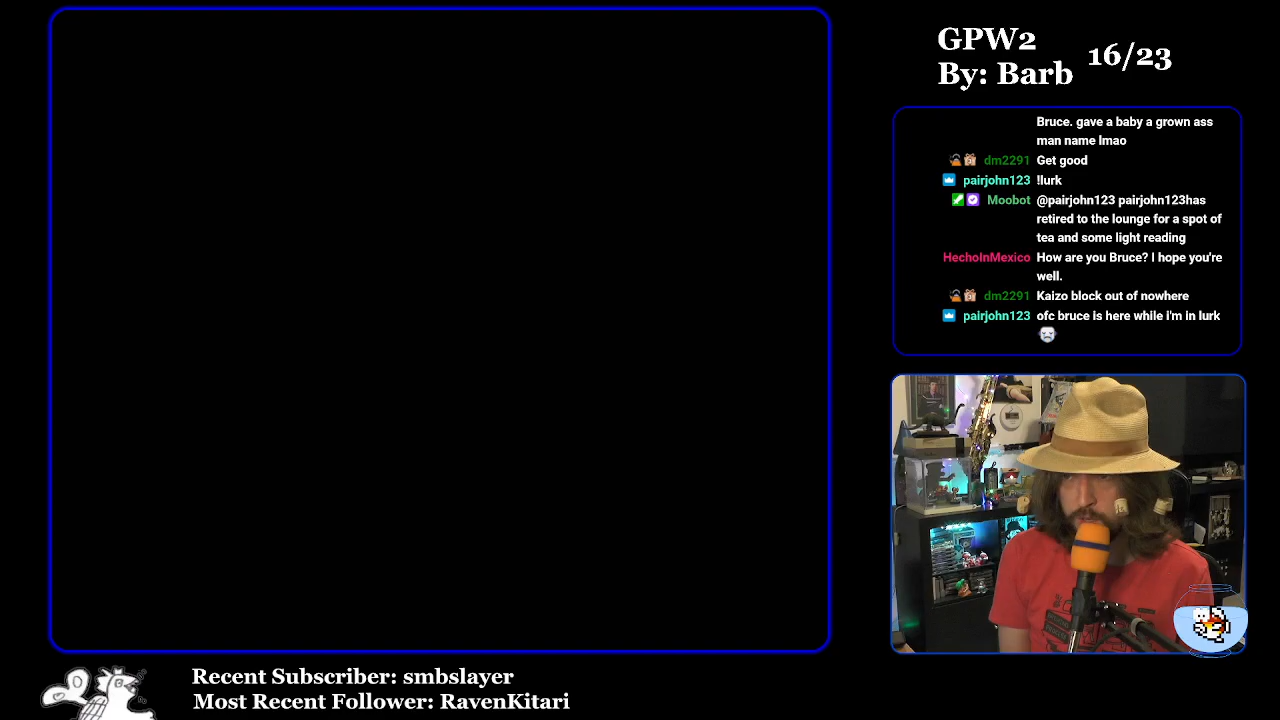 GPW2
By: Barb
16/23
Bruce. gave a baby a grown ass
man name lmao
dm2291 Get good
pairjohn123 !lurk
Moobot @pairjohn123 pairjohn123has
retired to the lounge for a spot of
tea and some light reading
HechoInMexico How are you Bruce? I hope you're
well.
dm2291 Kaizo block out of nowhere
pairjohn123 ofc bruce is here while i'm in lurk
Recent Subscriber: smbslayer
Most Recent Follower: RavenKitari